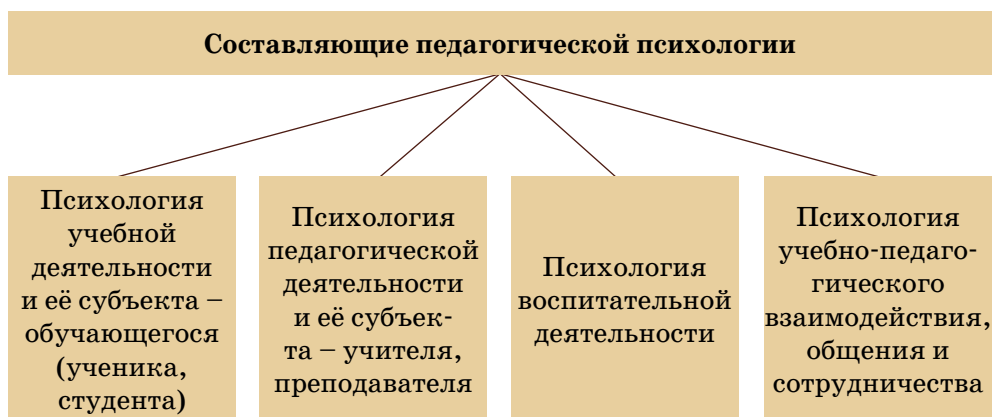 Составляющие педагогической психологии
Психология
учебной
деятельности
и её субъекта –
обучающегося
(ученика,
студента)
Психология
педагогической
деятельности
и её субъек-
та – учителя,
преподавателя
Психология
воспитательной
деятельности
Психология
учебно-педаго-
гического
взаимодействия,
общения и
сотрудничества